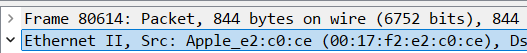 Frame 80614: Packet, 844 bytes on wire (6752 bits), 844
Ethernet II, Src: Apple_e2:c0:ce (00:17:f2:e2:c0:ce), Ds